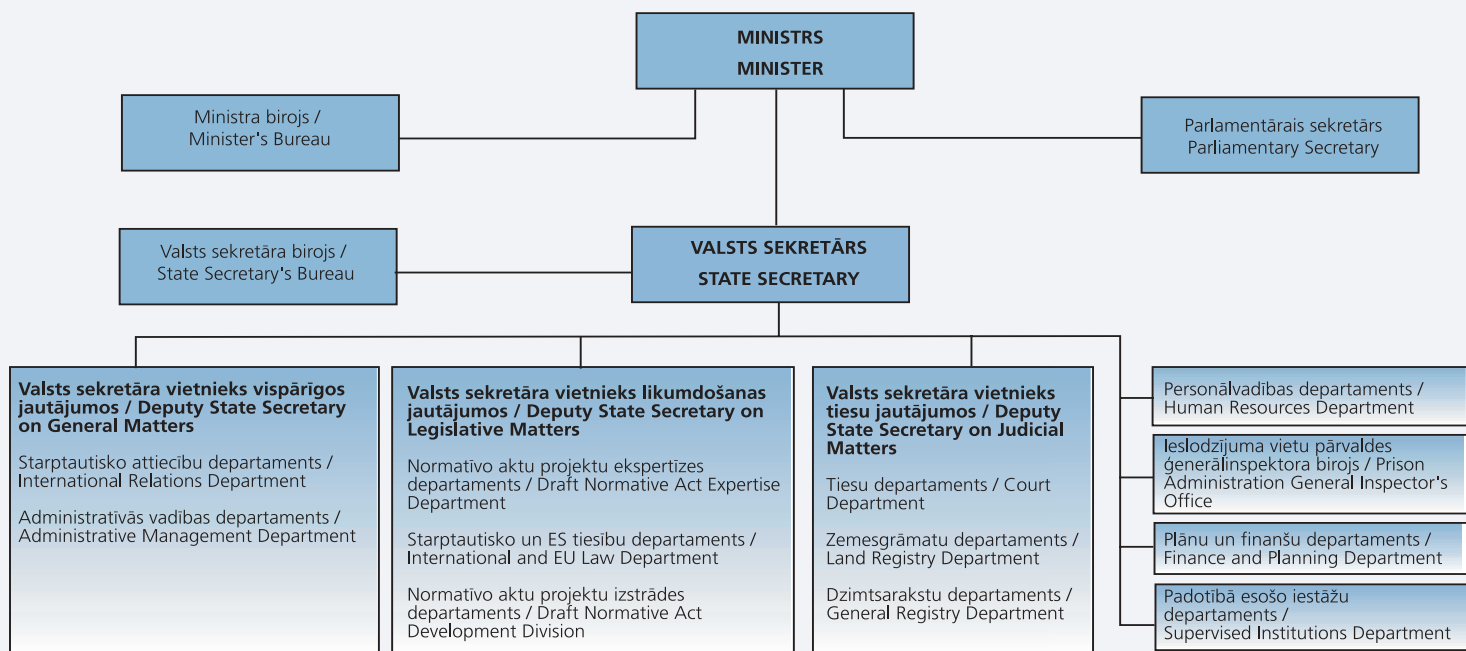 MINISTRS
MINISTER
Ministra birojs /
Minister's Bureau
Parlamentārais sekretārs
Parliamentary Secretary
Valsts sekretāra birojs /
State Secretary's Bureau
VALSTS SEKRETĀRS
STATE SECRETARY
Valsts sekretāra vietnieks vispārīgos
jautājumos / Deputy State Secretary
on General Matters
Starptautisko attiecību departaments /
International Relations Department
Administratīvās vadības departaments /
Administrative Management Department
Valsts sekretāra vietnieks likumdošanas
jautājumos / Deputy State Secretary on
Legislative Matters
Normatīvo aktu projektu ekspertīzes
departaments / Draft Normative Act Expertise
Department
Starptautisko un ES tiesību departaments /
International and EU Law Department
Normatīvo aktu projektu izstrādes
departaments / Draft Normative Act
Development Division
Valsts sekretāra vietnieks
tiesu jautājumos / Deputy
State Secretary on Judicial
Matters
Tiesu departaments / Court
Department
Zemesgrāmatu departaments /
Land Registry Department
Dzimtsarakstu departaments /
General Registry Department
Personālvadības departaments /
Human Resources Department
Ieslodzījuma vietu pārvaldes
ģenerālinspektora birojs / Prison
Administration General Inspector's
Office
Plānu un finanšu departaments /
Finance and Planning Department
Padotībā esošo iestāžu
departaments /
Supervised Institutions Department